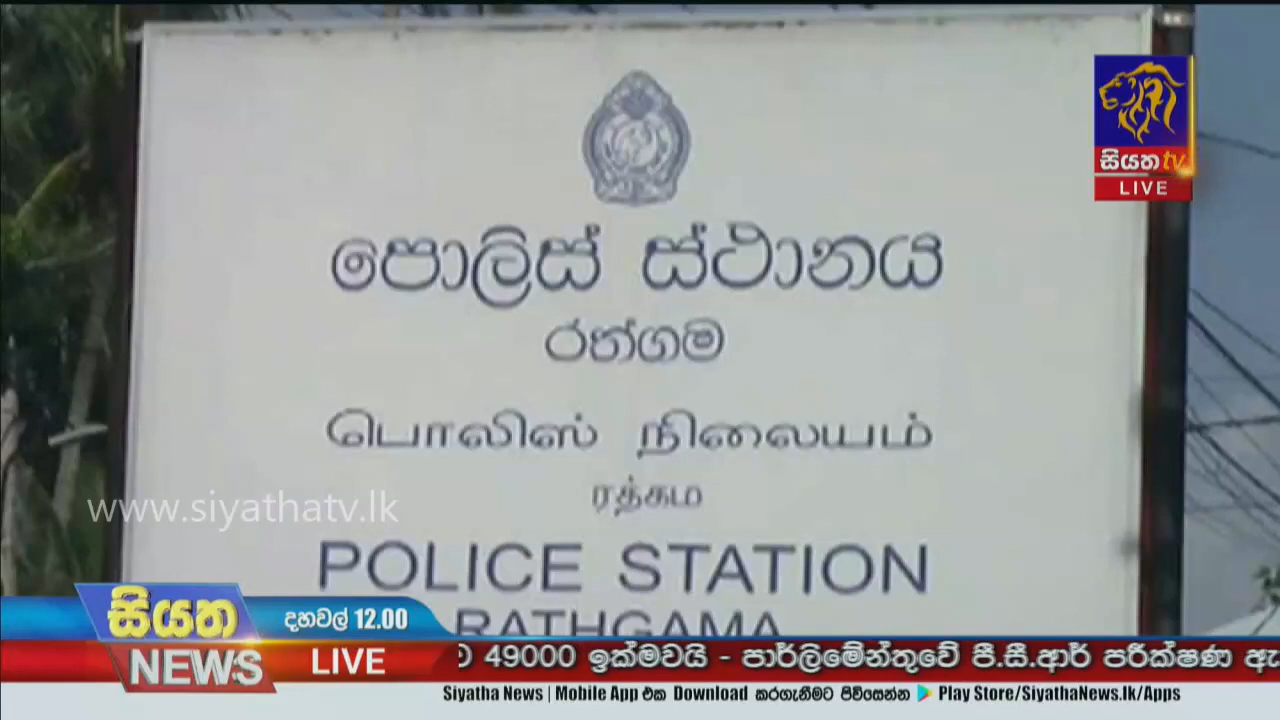 සියත tv
LIVE
පොලිස් ස්ථානය
රත්ගම
பொலிஸ் நிலையம்
ரத்கம
www.siyathatv.lk
POLICE STATION
RATHGAMA
සියත
NEWS
දහවල් 12.00
LIVE
49000 ඉක්මවයි - පාර්ලිමේන්තුවේ පී.සී.ආර් පරීක්ෂණ
Siyatha News | Mobile App එක Download කරගැනීමට පිවිසෙන්න Play Store/SiyathaNews.lk/Apps